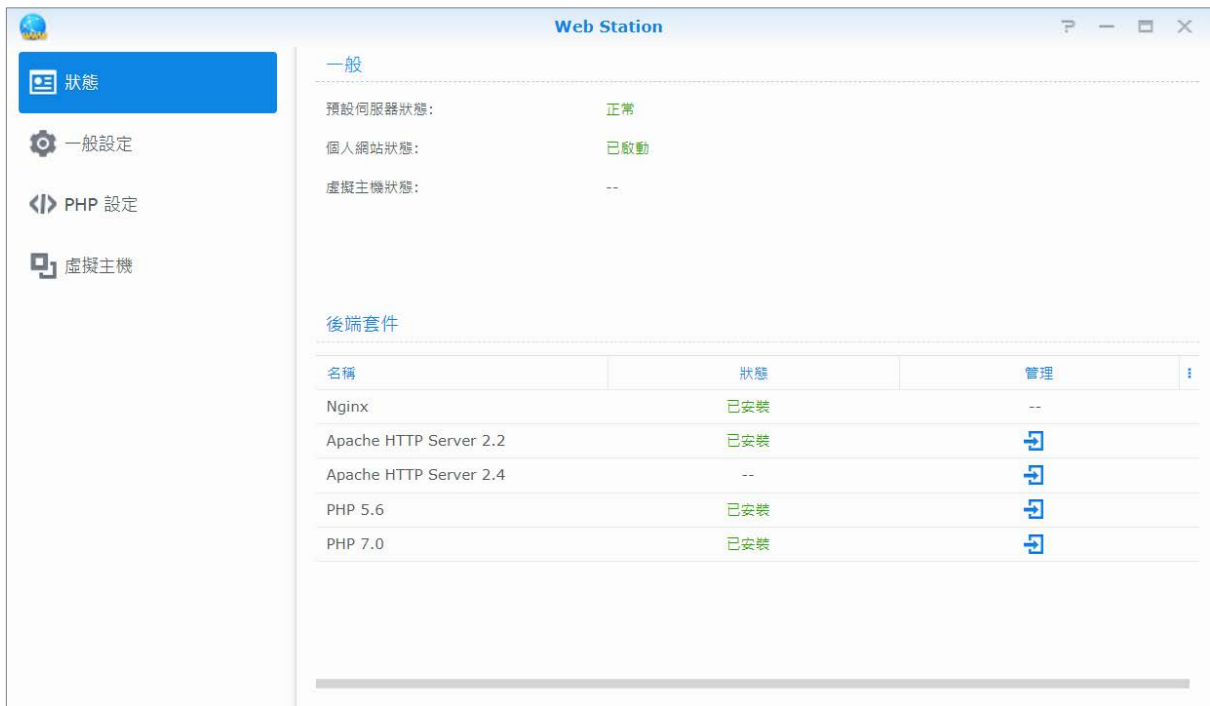 Web Station
狀態
一般設定
PHP 設定
虛擬主機
一般
預設伺服器狀態:
正常
個人網站狀態:
已啟動
虛擬主機狀態:
--
後端套件
名稱 狀態 管理
Nginx 已安裝 --
Apache HTTP Server 2.2 已安裝
Apache HTTP Server 2.4 --
PHP 5.6 已安裝
PHP 7.0 已安裝